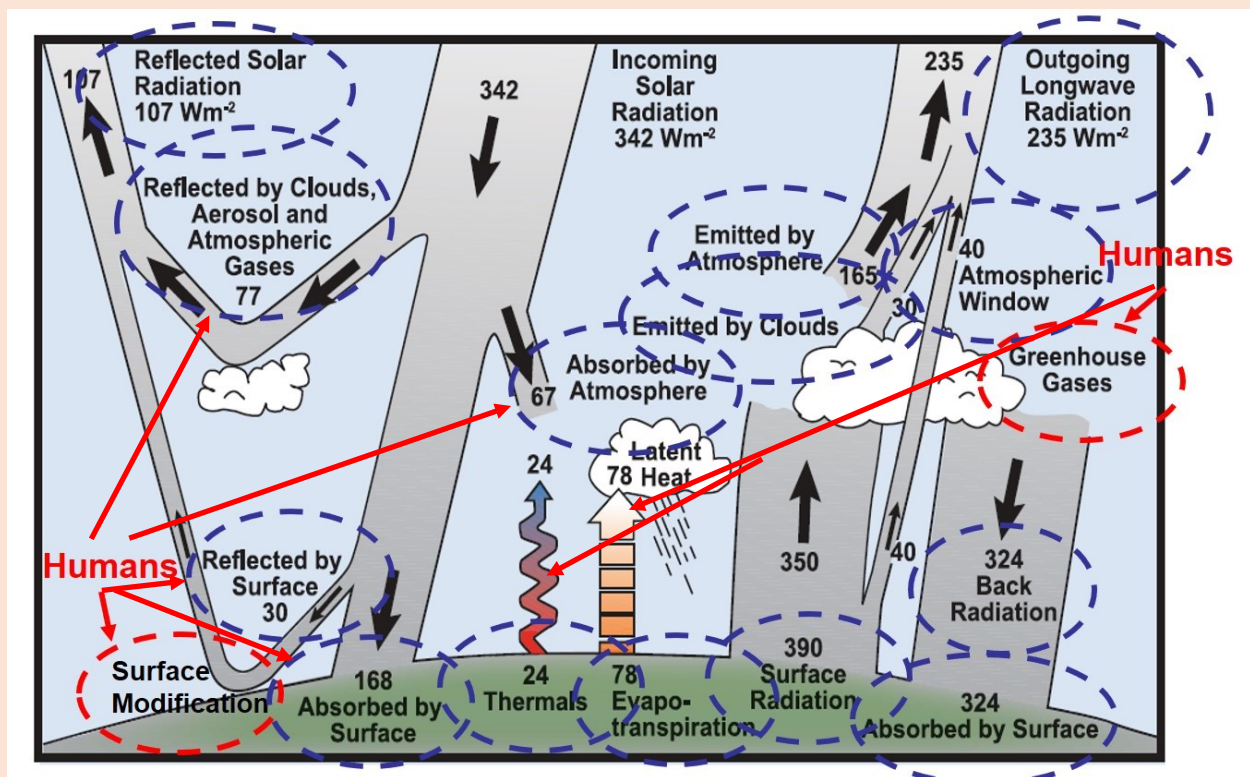 107
Reflected Solar
Radiation
107 Wm-2
342
Incoming
Solar
Radiation
342 Wm-2
235
Outgoing
Longwave
Radiation
235 Wm-2
Reflected by Clouds,
Aerosol and
Atmospheric
Gases
77
Emitted by
Atmosphere
165
40
Atmospheric
Window
Humans
30
Emitted by Clouds
Greenhouse
Gases
Absorbed by
Atmosphere
67
24
Latent
78 Heat
Humans
Reflected by
Surface
30
350
40
324
Back
Radiation
Surface
Modification
168
Absorbed by
Surface
24
Thermals
78
Evapo-
transpiration
390
Surface
Radiation
324
Absorbed by Surface